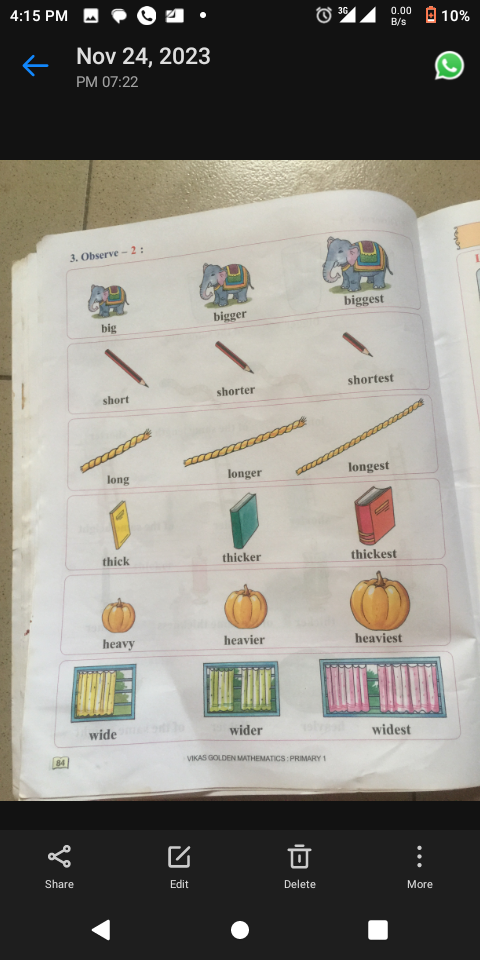 4:15 PM
3G
0.00
B/s
10%
Nov 24, 2023
PM 07:22
3. Observe – 2 :
big
bigger
biggest
short
shorter
shortest
long
longer
longest
thick
thicker
thickest
heavy
heavier
heaviest
wide
wider
widest
84
VIKAS GOLDEN MATHEMATICS : PRIMARY 1
Share
Edit
Delete
More